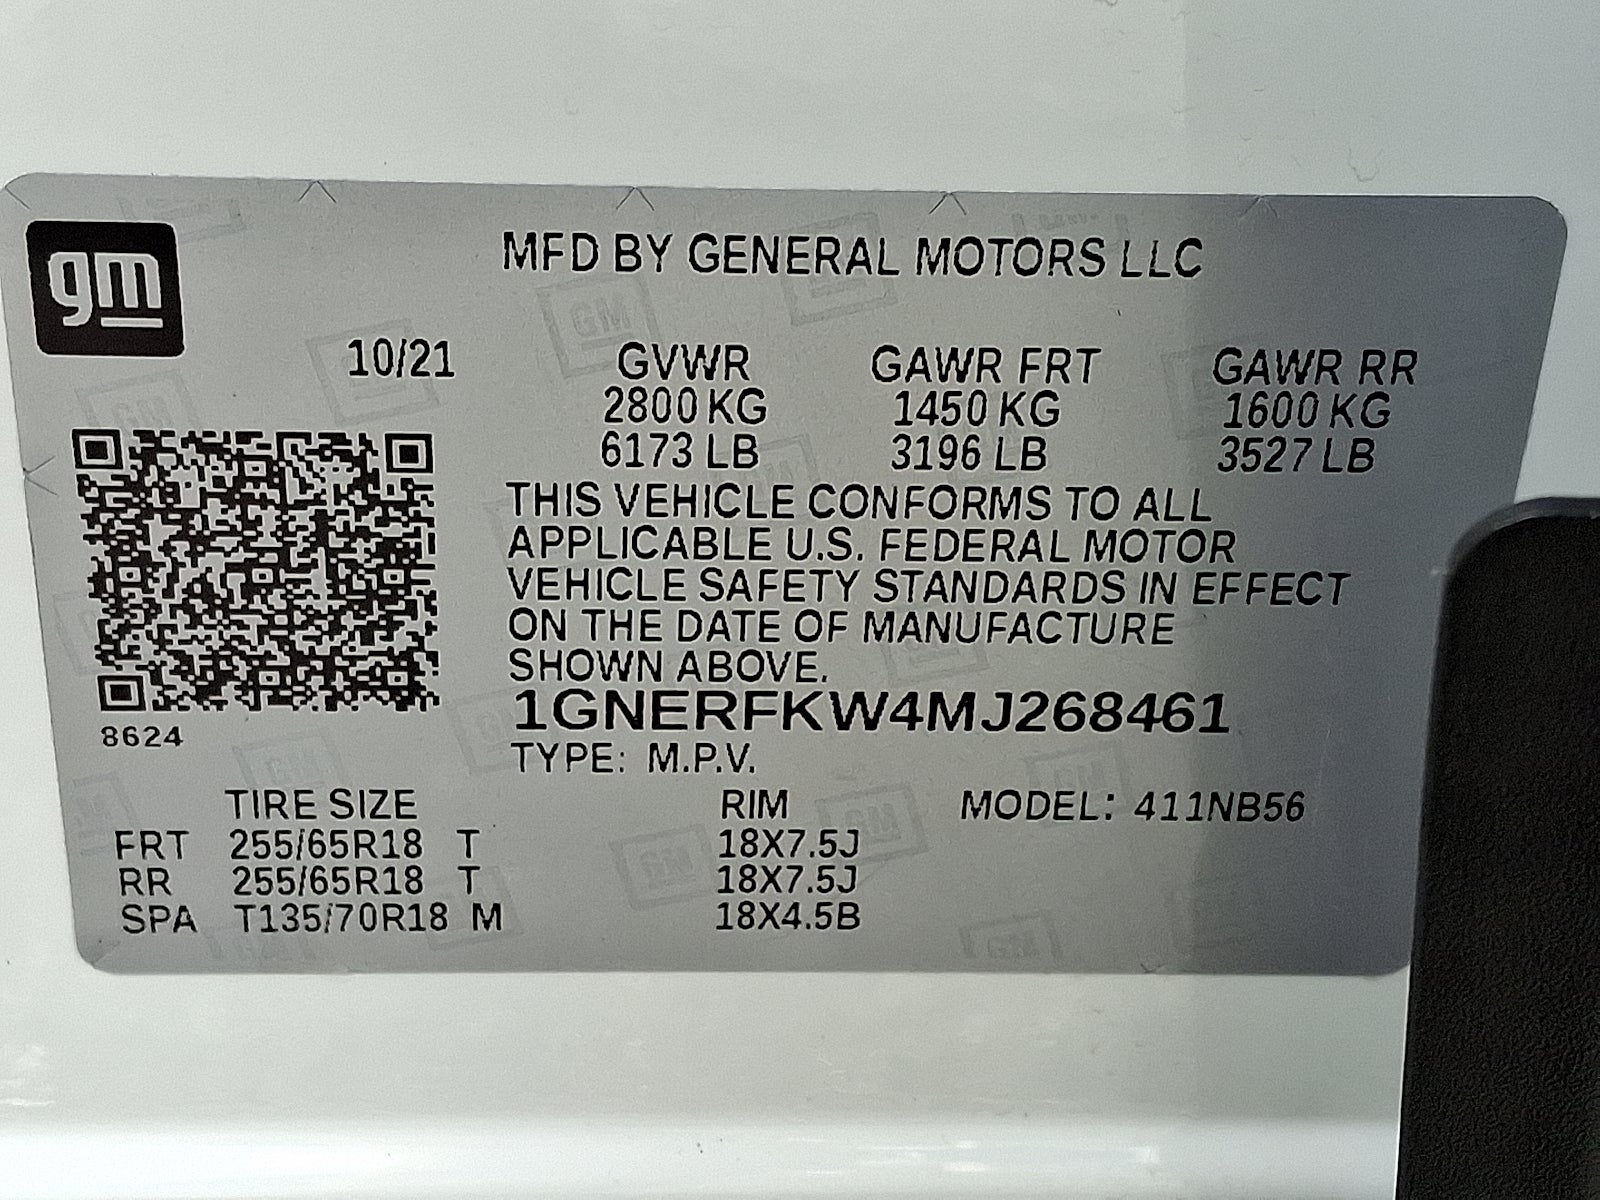 gm
MFD BY GENERAL MOTORS LLC
10/21 GVWR GAWR FRT GAWR RR
2800 KG 1450 KG 1600 KG
6173 LB 3196 LB 3527 LB
THIS VEHICLE CONFORMS TO ALL
APPLICABLE U.S. FEDERAL MOTOR
VEHICLE SAFETY STANDARDS IN EFFECT
ON THE DATE OF MANUFACTURE
SHOWN ABOVE.
1GNERFKW4MJ268461
8624
TYPE: M.P.V.
TIRE SIZE RIM MODEL: 411NB56
FRT 255/65R18 T 18X7.5J
RR 255/65R18 T 18X7.5J
SPA T135/70R18 M 18X4.5B